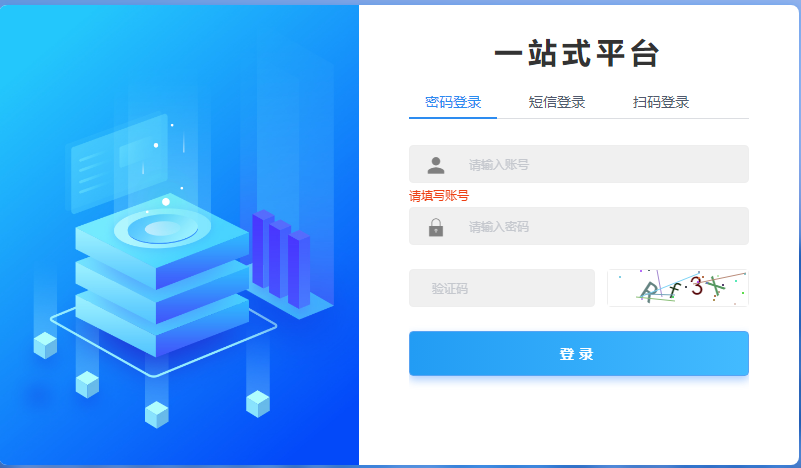 一站式平台
密码登录 短信登录 扫码登录
请输入账号
请填写账号
请输入密码
验证码
Rf3X
登 录